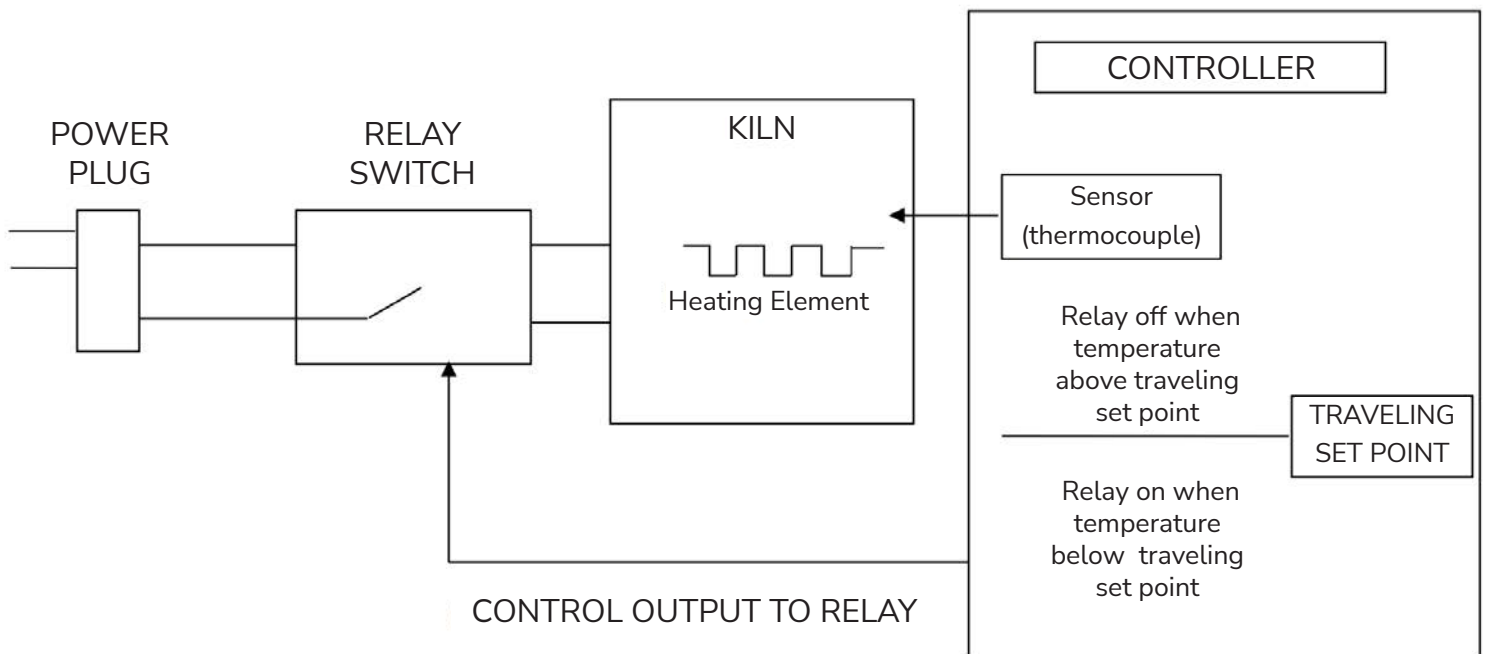 POWER
PLUG
RELAY
SWITCH
KILN
Heating Element
CONTROLLER
Sensor
(thermocouple)
Relay off when
temperature
above traveling
set point
TRAVELING
SET POINT
Relay on when
temperature
below traveling
set point
CONTROL OUTPUT TO RELAY